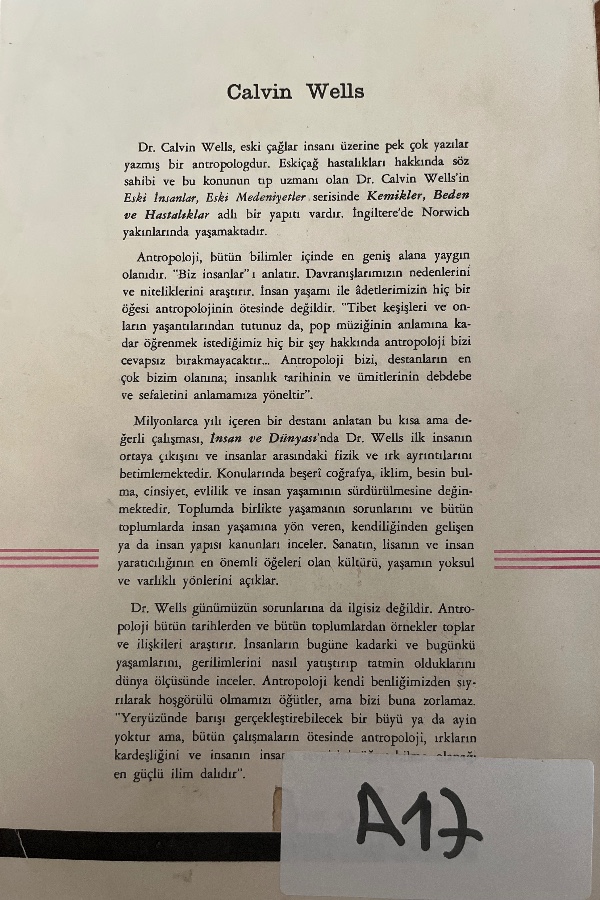 Calvin Wells
Dr. Calvin Wells, eski çağlar insanı üzerine pek çok yazılar
yazmış bir antropologdur. Eskiçağ hastalıkları hakkında söz
sahibi ve bu konunun tıp uzmanı olan Dr. Calvin Wells'in
Eski İnsanlar, Eski Medeniyetler serisinde Kemikler, Beden
ve Hastalıklar adlı bir yapıtı vardır. İngiltere'de Norwich
yakınlarında yaşamaktadır.
Antropoloji, bütün bilimler içinde en geniş alana yaygın
olanıdır. "Biz insanlar"ı anlatır. Davranışlarımızın nedenlerini
ve niteliklerini araştırır. İnsan yaşamı ile âdetlerimizin hiç bir
öğesi antropolojinin ötesinde değildir. "Tibet keşişleri ve on-
ların yaşantılarından tutunuz da, pop müziğinin anlamına ka-
dar öğrenmek istediğimiz hiç bir şey hakkında antropoloji bizi
cevapsız bırakmayacaktır... Antropoloji bizi, destanların en
çok bizim olanına; insanlık tarihinin ve ümitlerinin debdebe
ve sefaletini anlamamıza yöneltir".
Milyonlarca yılı içeren bir destanı anlatan bu kısa ama de-
ğerli çalışması, İnsan ve Dünyası'nda Dr. Wells ilk insanın
ortaya çıkışını ve insanlar arasındaki fizik ve ırk ayrıntılarını
betimlemektedir. Konularında beşerî coğrafya, iklim, besin bul-
ma, cinsiyet, evlilik ve insan yaşamının sürdürülmesine değin-
mektedir. Toplumda birlikte yaşamanın sorunlarını ve bütün
toplumlarda insan yaşamına yön veren, kendiliğinden gelişen
ya da insan yapısı kanunları inceler. Sanatın, lisanın ve insan
yaratıcılığının en önemli öğeleri olan kültürü, yaşamın yoksul
ve varlıklı yönlerini açıklar.
Dr. Wells günümüzün sorunlarına da ilgisiz değildir. Antro-
poloji bütün tarihlerden ve bütün toplumlardan örnekler toplar
ve ilişkileri araştırır. İnsanların bugüne kadarki ve bugünkü
yaşamlarını, gerilimlerini nasıl yatıştırıp tatmin olduklarını
dünya ölçüsünde inceler. Antropoloji kendi benliğimizden sıy-
rılarak hoşgörülü olmamızı öğütler, ama bizi buna zorlamaz.
"Yeryüzünde barışı gerçekleştirebilecek bir büyü ya da ayin
yoktur ama, bütün çalışmaların ötesinde antropoloji, ırkların
kardeşliğini ve insanın
en güçlü ilim dalıdır".
A17